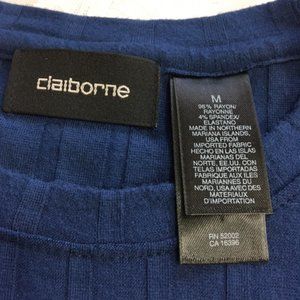 claiborne
M
96% RAYON/
RAYONNE
4% SPANDEX/
ELASTANO
MADE IN NORTHERN
MARIANA ISLANDS,
USA FROM
IMPORTED FABRIC
HECHO EN LAS ISLAS
MARIANAS DEL
NORTE, EE.UU. CON
TELAS IMPORTADAS
FABRIQUE AUX ILES
MARIANNES DU
NORD, USA AVEC DES
MATERIAUX
D'IMPORTATION
RN 52002
CA 16396